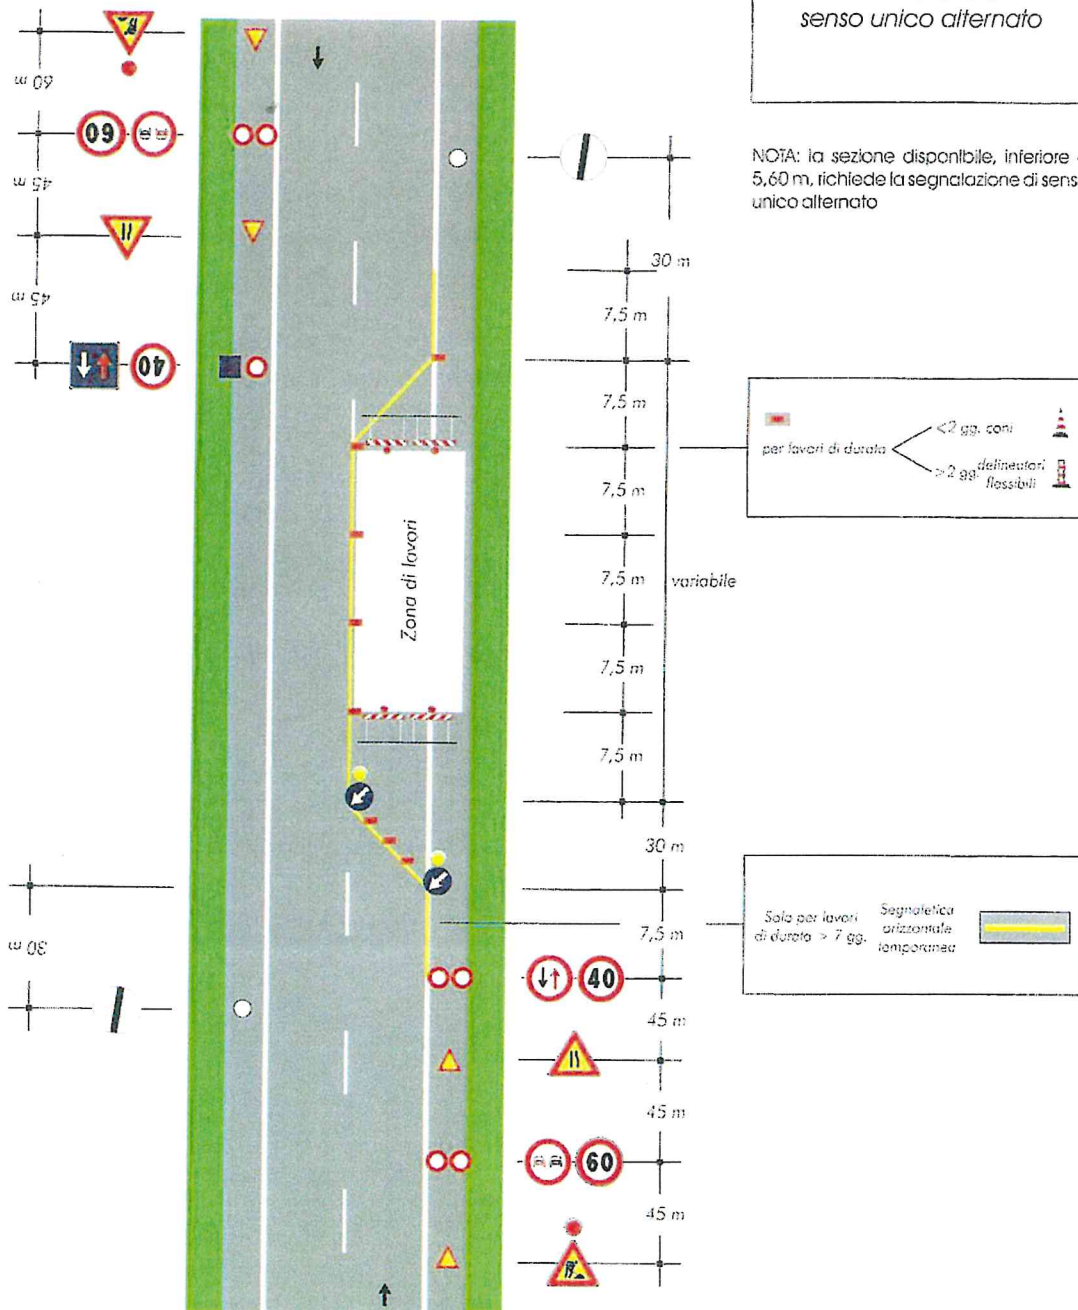 senso unico alternato
NOTA: la sezione disponibile, inferiore
5,60 m, richiede la segnalazione di sens
unico alternato
60 m
60
45 m
45 m
40
30 m
7,5 m
7,5 m
7,5 m
7,5 m
variabile
7,5 m
7,5 m
Zona di lavori
per lavori di durata
<2 gg. coni
>2 gg. delineatori
flessibili
30 m
7,5 m
Solo per lavori
di durata > 7 gg.
Segnaletica
orizzontale
temporanea
30 m
40
45 m
45 m
60
45 m